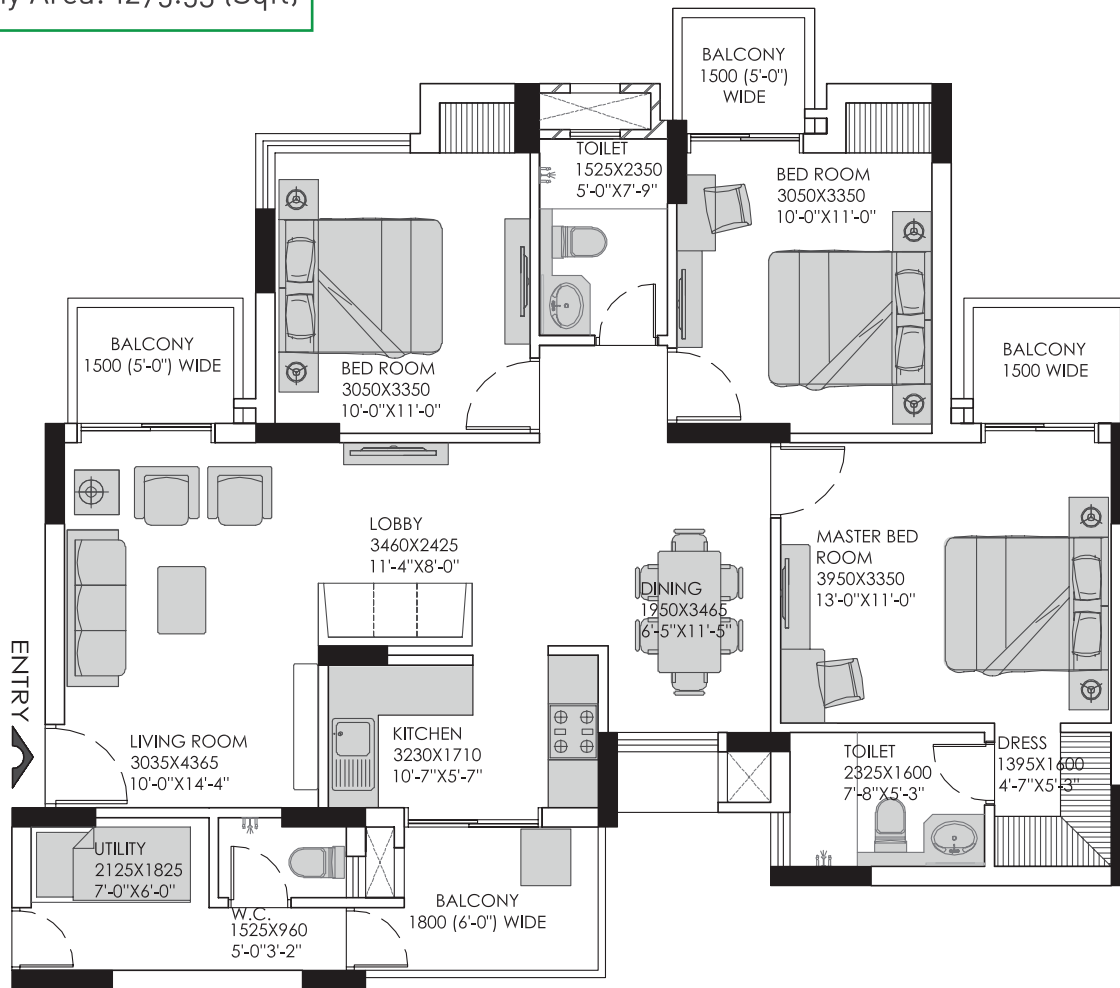 Area: 1275.33 (Sqft)
BALCONY
1500 (5'-0")
WIDE
TOILET
1525X2350
5'-0"X7'-9"
BED ROOM
3050X3350
10'-0"X11'-0"
BALCONY
1500 (5'-0") WIDE
BED ROOM
3050X3350
10'-0"X11'-0"
BALCONY
1500 WIDE
LOBBY
3460X2425
11'-4"X8'-0"
MASTER BED
ROOM
3950X3350
13'-0"X11'-0"
DINING
1950X3465
6'-5"X11'-5"
ENTRY
LIVING ROOM
3035X4365
10'-0"X14'-4"
KITCHEN
3230X1710
10'-7"X5'-7"
TOILET
2325X1600
7'-8"X5'-3"
DRESS
1395X1600
4'-7"X5'-3"
UTILITY
2125X1825
7'-0"X6'-0"
W.C.
1525X960
5'-0"3'-2"
BALCONY
1800 (6'-0") WIDE